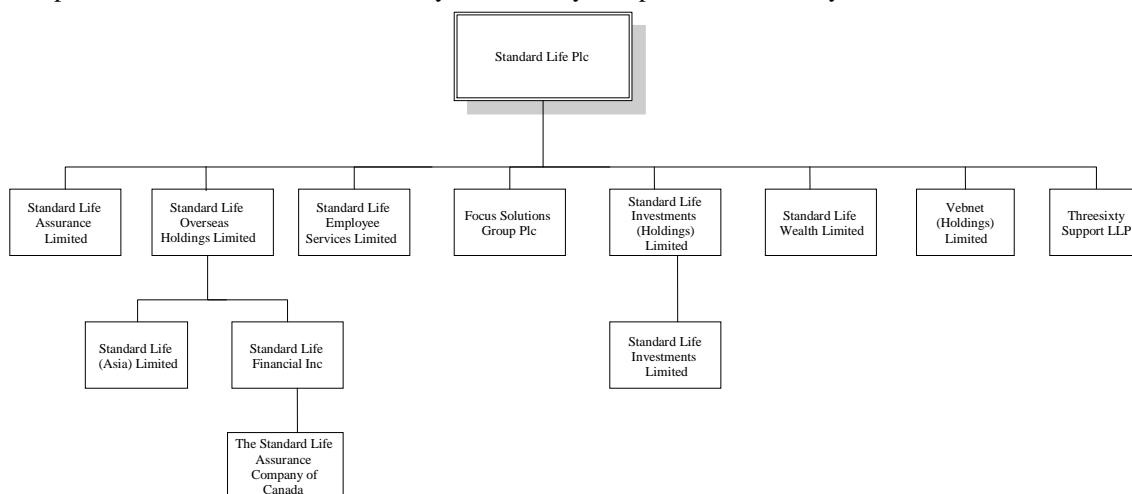 Standard Life Plc
Standard Life
Assurance
Limited
Standard Life
Overseas
Holdings Limited
Standard Life
Employee
Services Limited
Focus Solutions
Group Plc
Standard Life
Investments
(Holdings)
Limited
Standard Life
Wealth Limited
Vebnet
(Holdings)
Limited
Threesixty
Support LLP
Standard Life
(Asia) Limited
Standard Life
Financial Inc
Standard Life
Investments
Limited
The Standard Life
Assurance
Company of
Canada